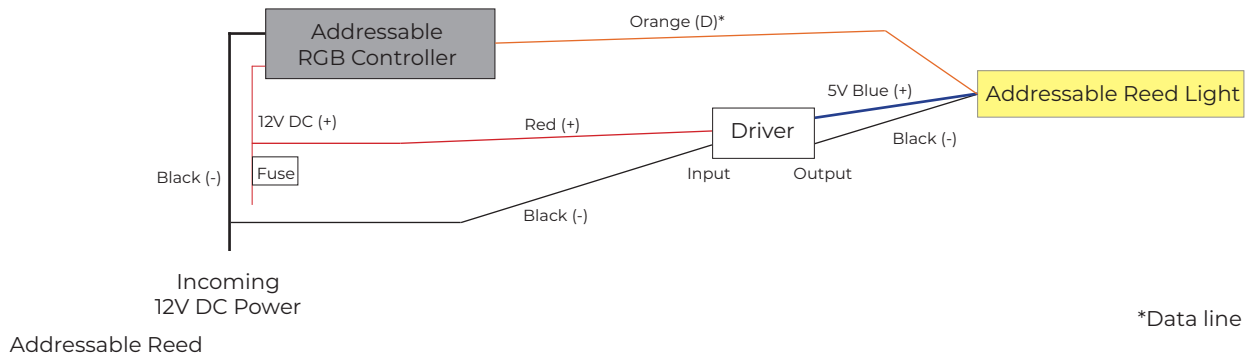 Orange (D)*
Addressable
RGB Controller
5V Blue (+)
Addressable Reed Light
12V DC (+)
Red (+)
Driver
Black (-)
Black (-)
Fuse
Input
Output
Black (-)
Incoming
12V DC Power
*Data line
Addressable Reed